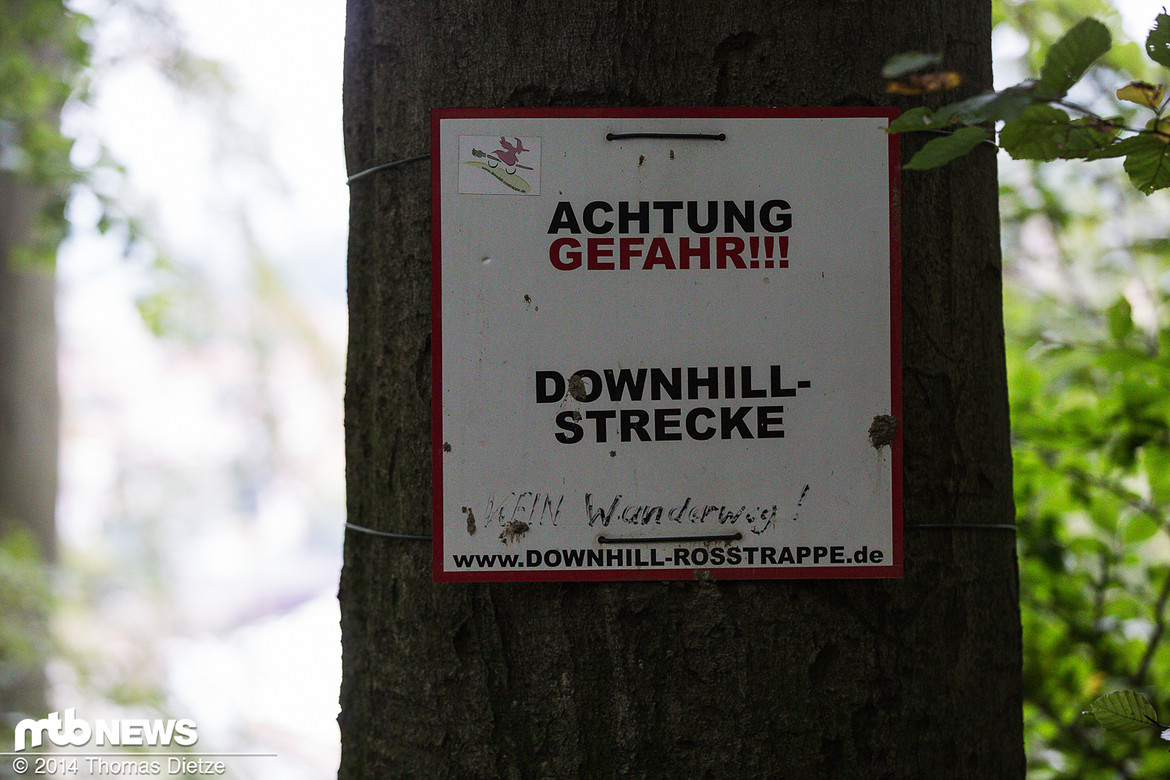 ACHTUNG
GEFAHR!!!
DOWNHILL-
STRECKE
KEIN Wanderweg!
www.DOWNHILL-ROSSTRAPPE.de
mtb NEWS
© 2014 Thomas Dietze